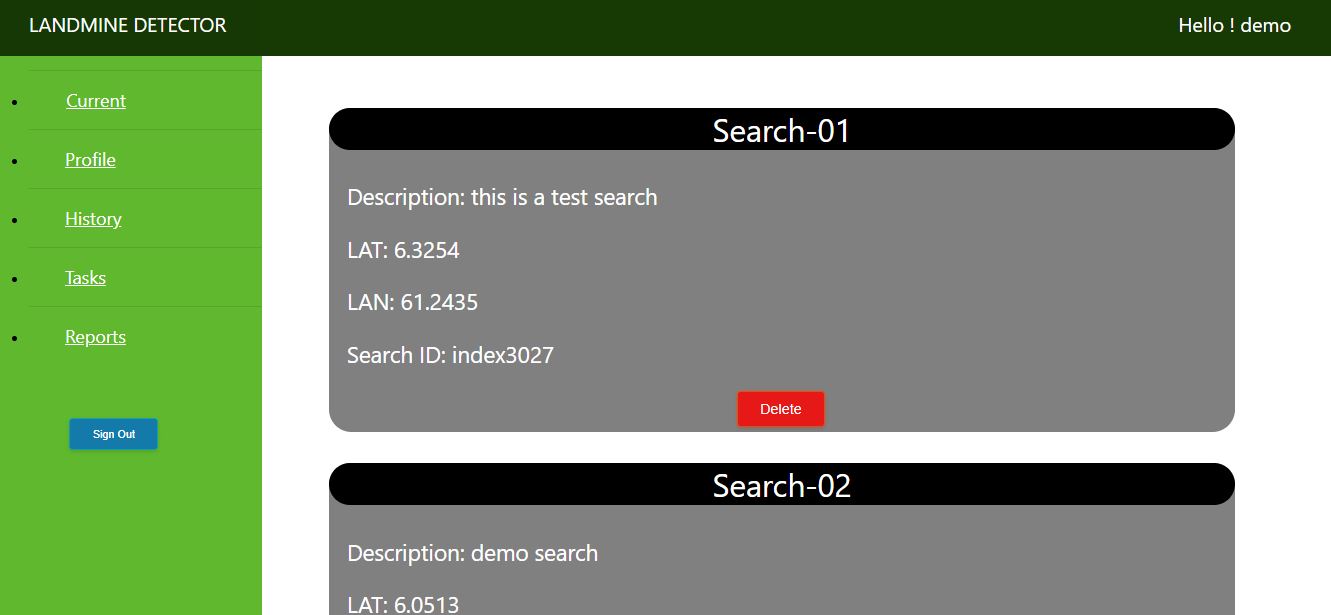 LANDMINE DETECTOR
Hello ! demo
Current
Profile
History
Tasks
Reports
Sign Out
Search-01
Description: this is a test search
LAT: 6.3254
LAN: 61.2435
Search ID: index3027
Delete
Search-02
Description: demo search
LAT: 6.0513